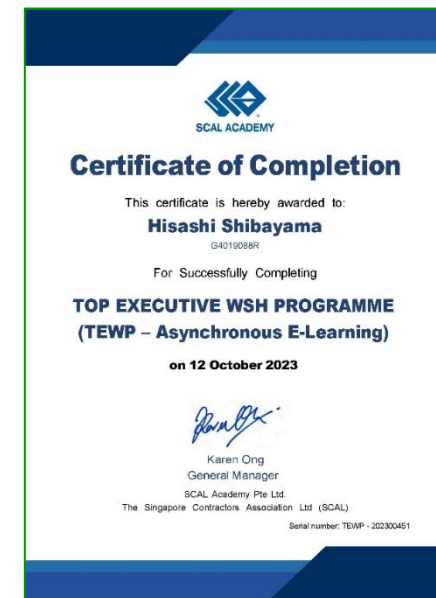 SCAL ACADEMY
Certificate of Completion
This certificate is hereby awarded to:
Hisashi Shibayama
G4019088R
For Successfully Completing
TOP EXECUTIVE WSH PROGRAMME
(TEWP – Asynchronous E-Learning)
on 12 October 2023
Karen Ong
General Manager
SCAL Academy Pte Ltd.
The Singapore Contractors Association Ltd (SCAL)
Serial number: TEWP - 202300451